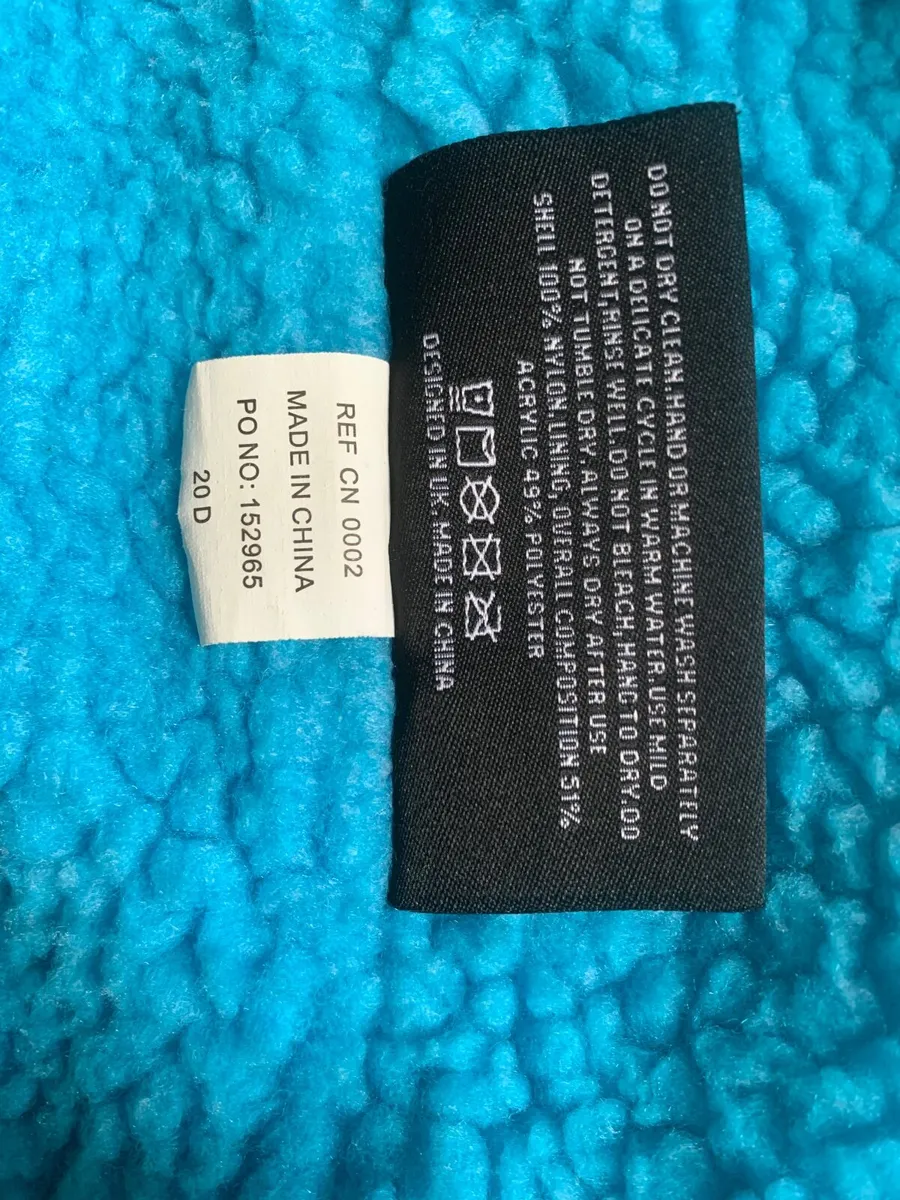 DO NOT DRY CLEAN.HAND OR MACHINE WASH SEPARATELY
ON A DELICATE CYCLE IN WARM WATER.USE MILD
DETERGENT.RINSE WELL.DO NOT BLEACH,HANG TO DRY.DO
NOT TUMBLE DRY.ALWAYS DRY AFTER USE
SHELL 100% NYLON LINING,OVERALL COMPOSITION 51%
ACRYLIC 49% POLYESTER
DESIGNED IN UK.MADE IN CHINA
REF CN 0002
MADE IN CHINA
PO NO: 152965
20 D